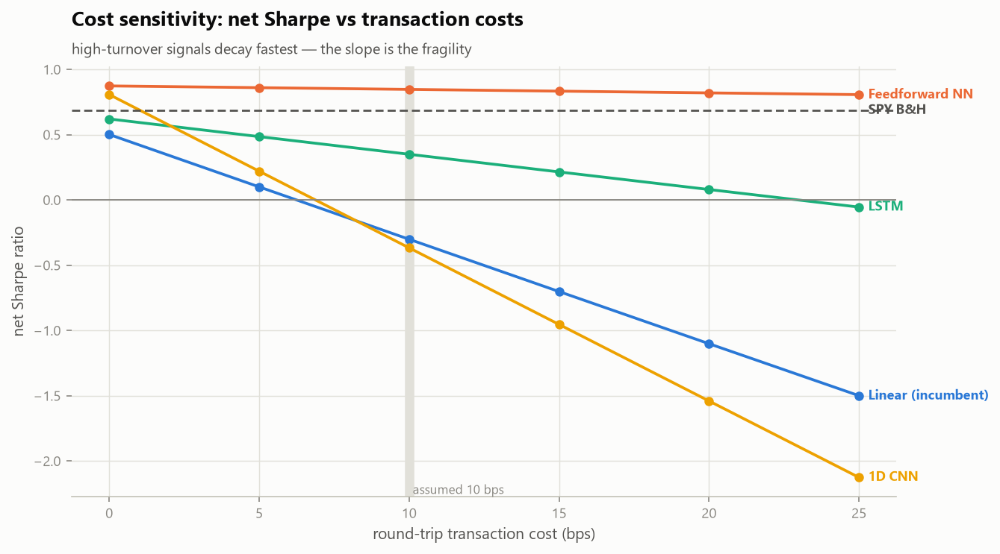 Cost sensitivity: net Sharpe vs transaction costs
high-turnover signals decay fastest — the slope is the fragility
net Sharpe ratio
1.0
0.5
0.0
−0.5
−1.0
−1.5
−2.0
Feedforward NN
SPY B&H
LSTM
Linear (incumbent)
1D CNN
assumed 10 bps
0 5 10 15 20 25
round-trip transaction cost (bps)